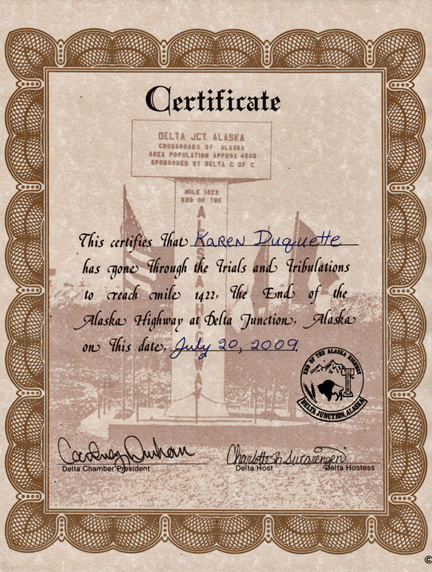 Certificate
DELTA JCT. ALASKA
CROSSROADS OF ALASKA
AREA POPULATION APPROX 4500
SPONSORED BY DELTA C OF C
MILE 1422
END OF THE
ALASKA
This certifies That Karen Duquette
has gone Through the Trials and Tribulations
to reach mile 1422, The End of the
Alaska Highway at Delta Junction, Alaska
on This date, July 20, 2009
END OF THE ALASKA HIGHWAY
DELTA JUNCTION, ALASKA
Delta Chamber President
Delta Host
Delta Hostess
©